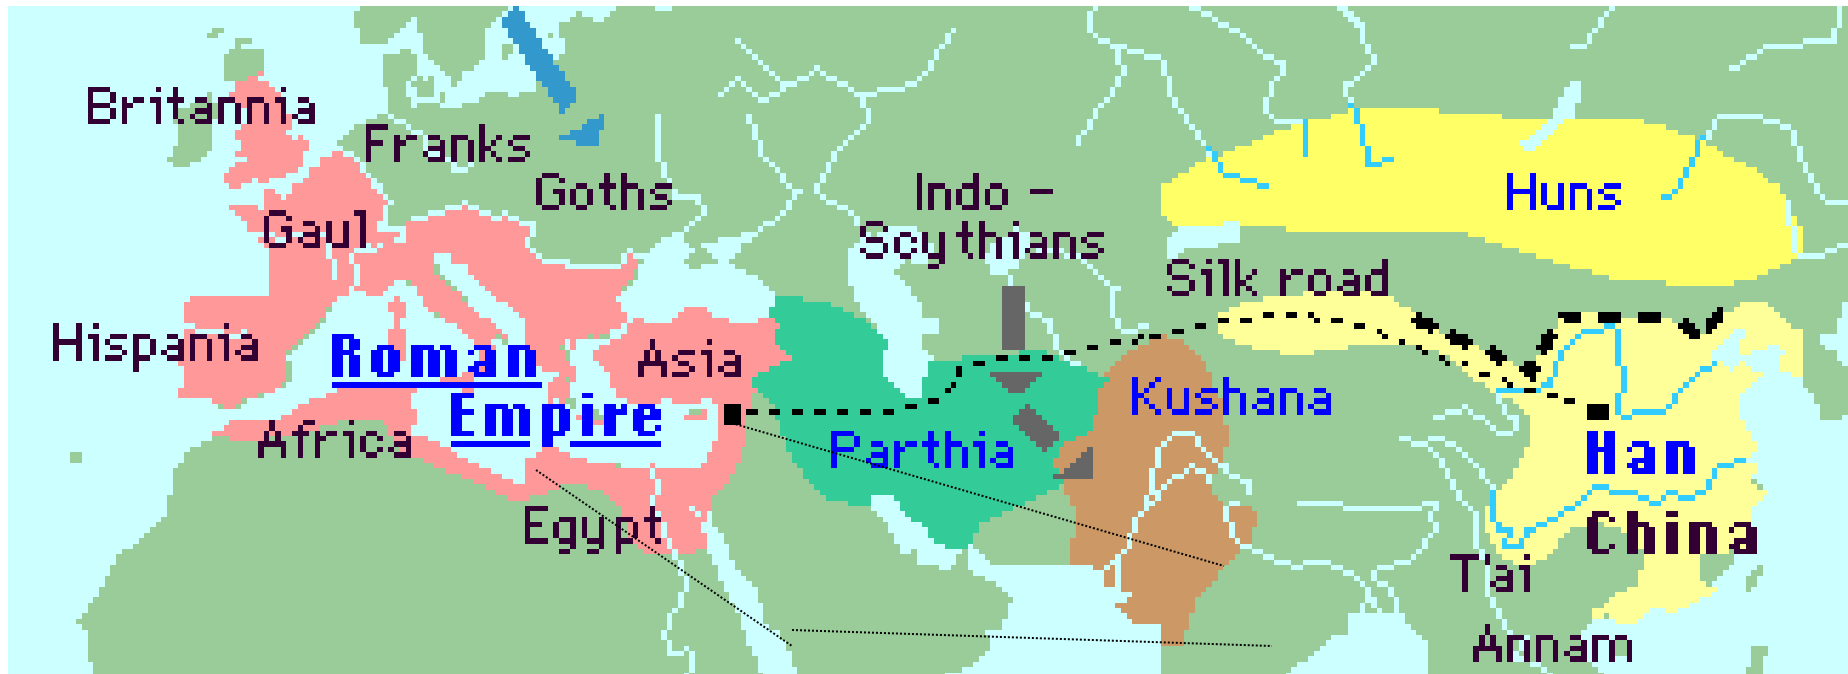 Britannia
Franks
Goths
Gaul
Hispania
Roman
Empire
Asia
Africa
Egypt
Indo -
Scythians
Parthia
Silk road
Kushana
Huns
Han
China
T'ai
Annam